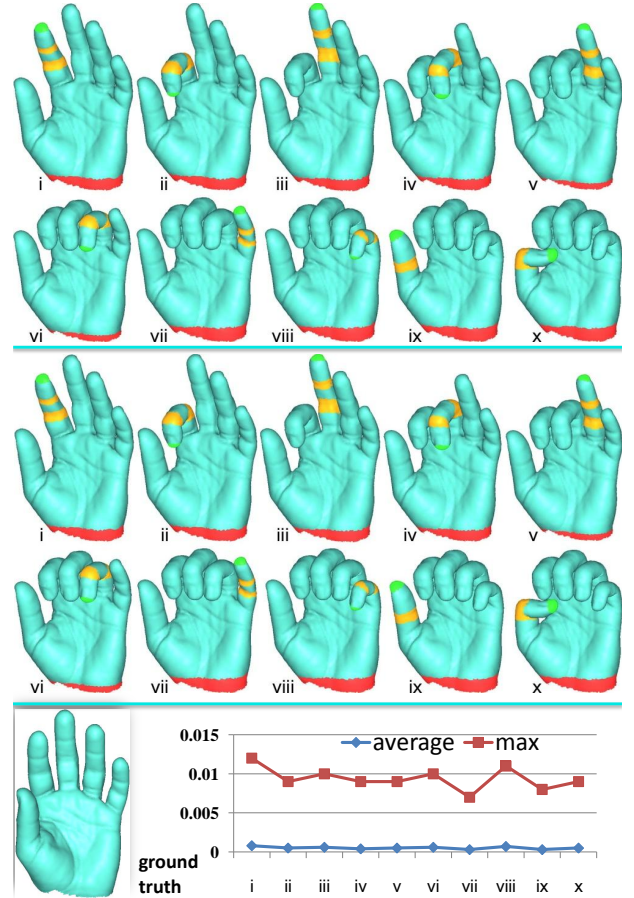 i ii iii iv v
vi vii viii ix x
i ii iii iv v
vi vii viii ix x
0.015
average max
0.01
0.005
0
ground
truth
i ii iii iv v vi vii viii ix x